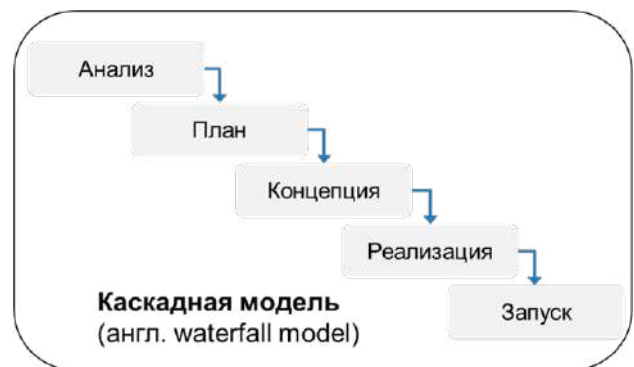 Анализ
План
Концепция
Реализация
Запуск
Каскадная модель
(англ. waterfall model)